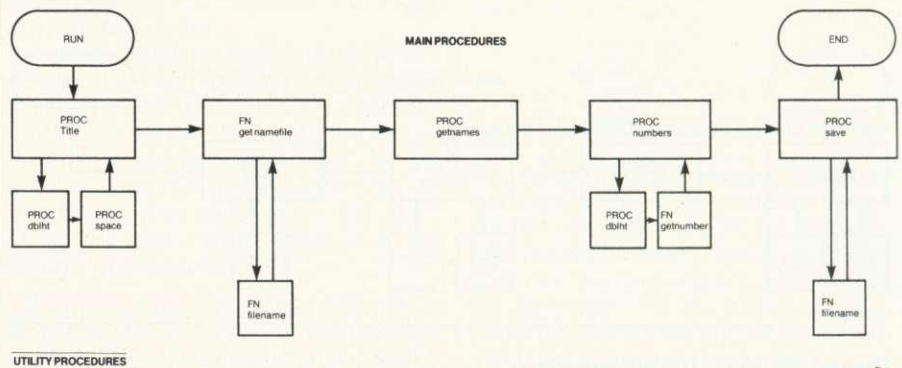 RUN
MAIN PROCEDURES
END
PROC
Title
FN
get namefile
PROC
getnames
PROC
numbers
PROC
save
PROC
dblht
PROC
space
PROC
dblht
FN
getnumber
FN
filename
FN
filename
UTILITY PROCEDURES